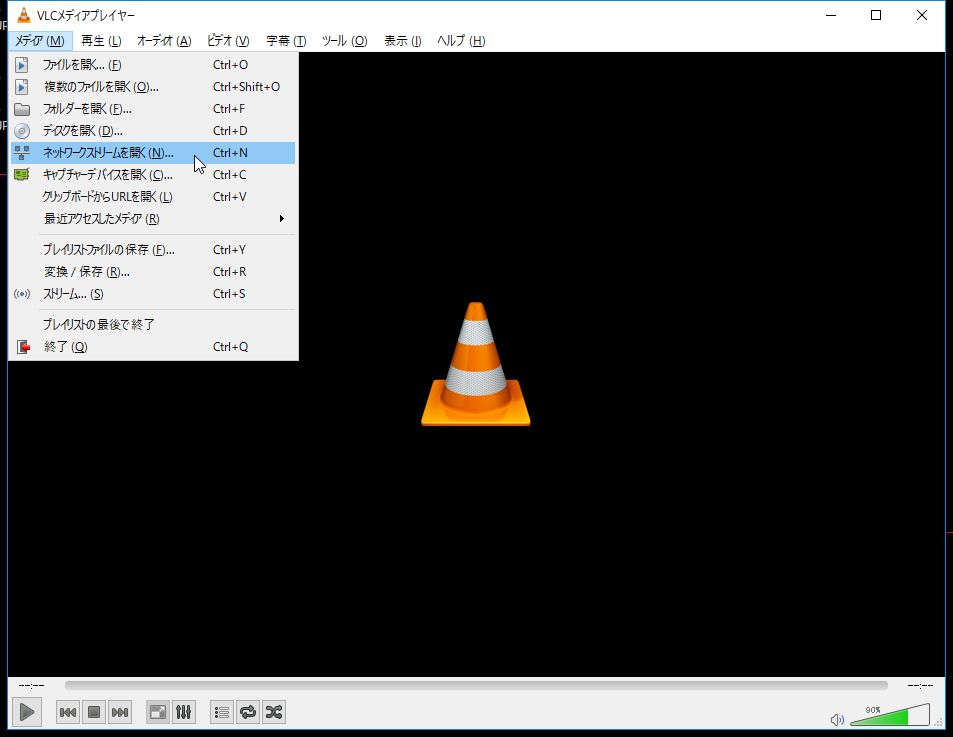 VLCメディアプレイヤー
メディア (M) 再生 (L) オーディオ (A) ビデオ (V) 字幕 (T) ツール (O) 表示 (I) ヘルプ (H)
ファイルを開く... (F) Ctrl+O
複数のファイルを開く(O)... Ctrl+Shift+O
フォルダーを開く(F)... Ctrl+F
ディスクを開く(D)... Ctrl+D
ネットワークストリームを開く(N)... Ctrl+N
キャプチャーデバイスを開く(C)... Ctrl+C
クリップボードからURLを開く(L) Ctrl+V
最近アクセスしたメディア (R)
プレイリストファイルの保存 (F)... Ctrl+Y
変換 / 保存 (R)... Ctrl+R
ストリーム... (S) Ctrl+S
プレイリストの最後で終了
終了 (Q) Ctrl+Q
--:-- --:--
90%